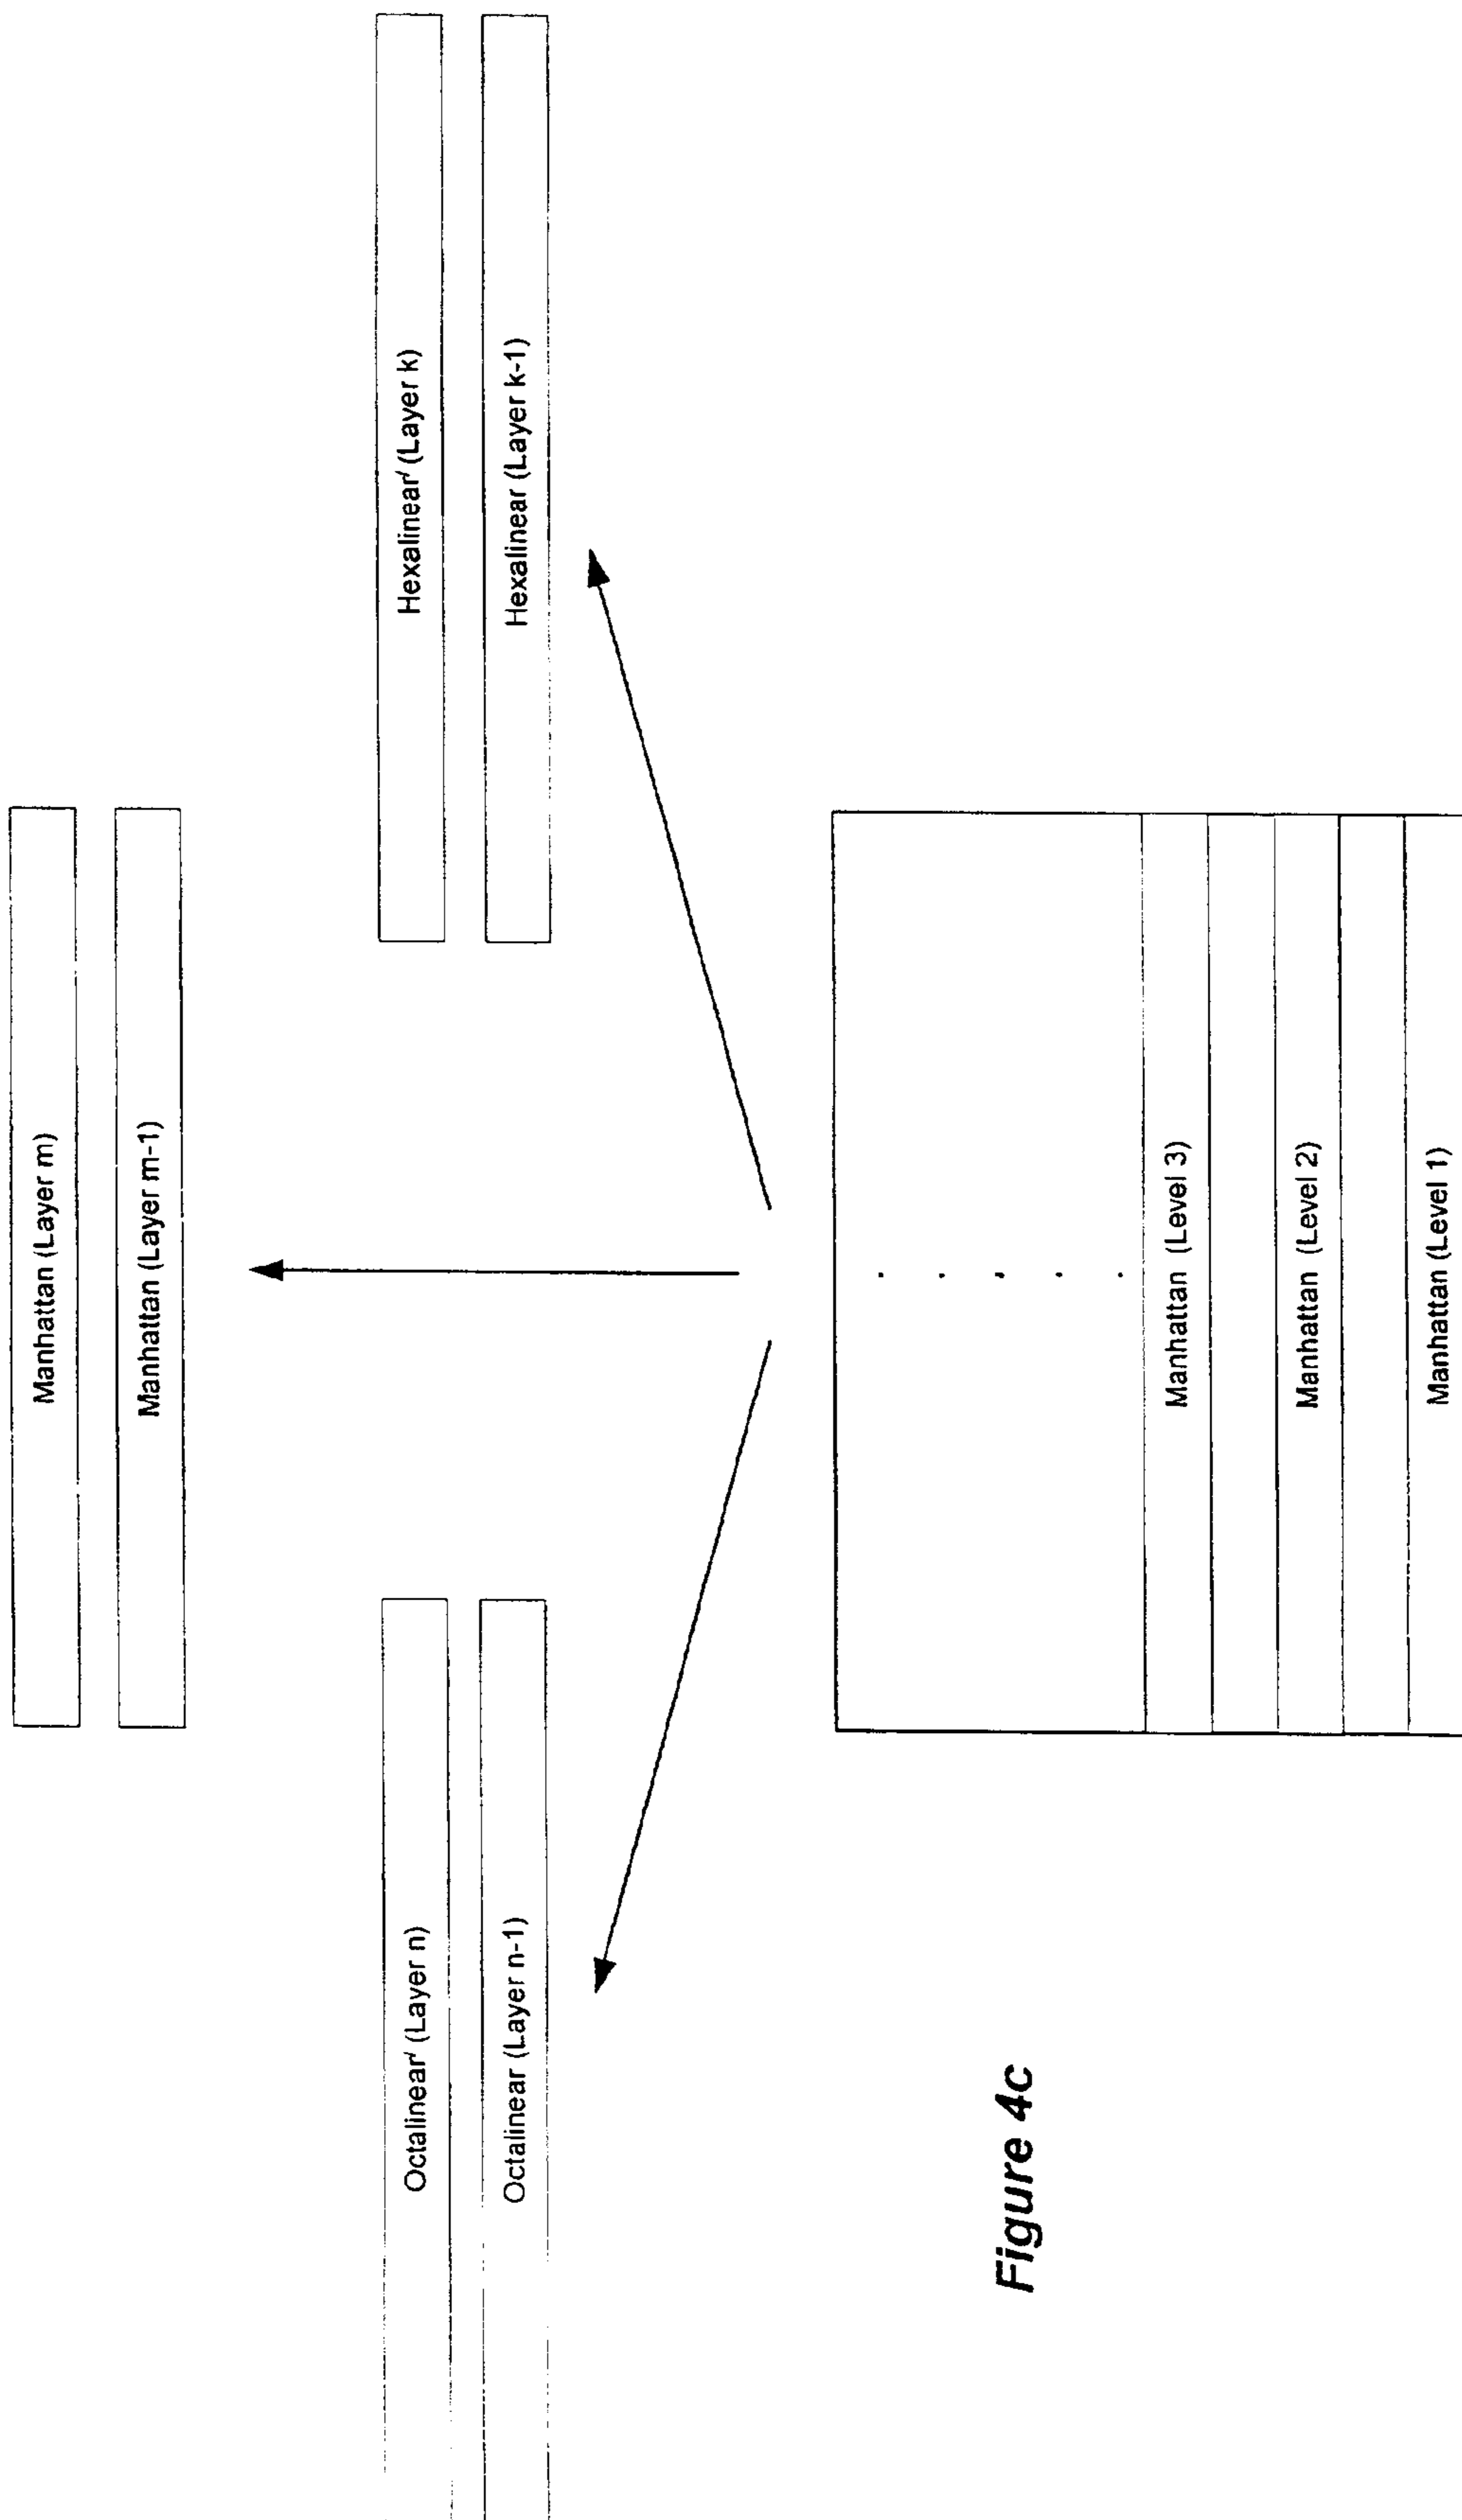 Manhattan (Layer m)
Manhattan (Layer m-1)
Octalinear' (Layer n)
Octalinear (Layer n-1)
Hexalinear' (Layer k)
Hexalinear (Layer k-1)
Manhattan (Level 3)
Manhattan (Level 2)
Manhattan (Level 1)
Figure 4c